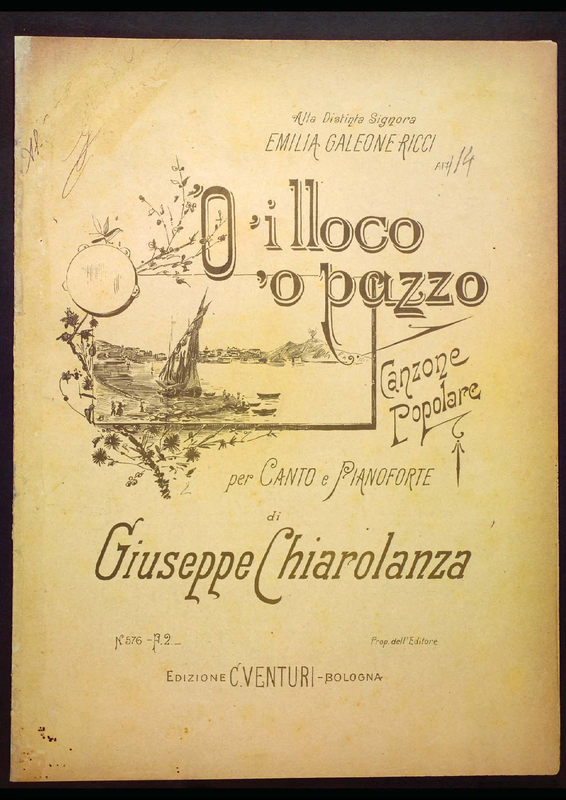 Alla Distinta Signora
EMILIA GALEONE RICCI
'O 'i lloco
'o pazzo
Canzone
Popolare
per CANTO e PIANOFORTE
di
Giuseppe Chiarolanza
N. 576 - F. 2._
Prop. dell'Editore
EDIZIONE C. VENTURI - BOLOGNA